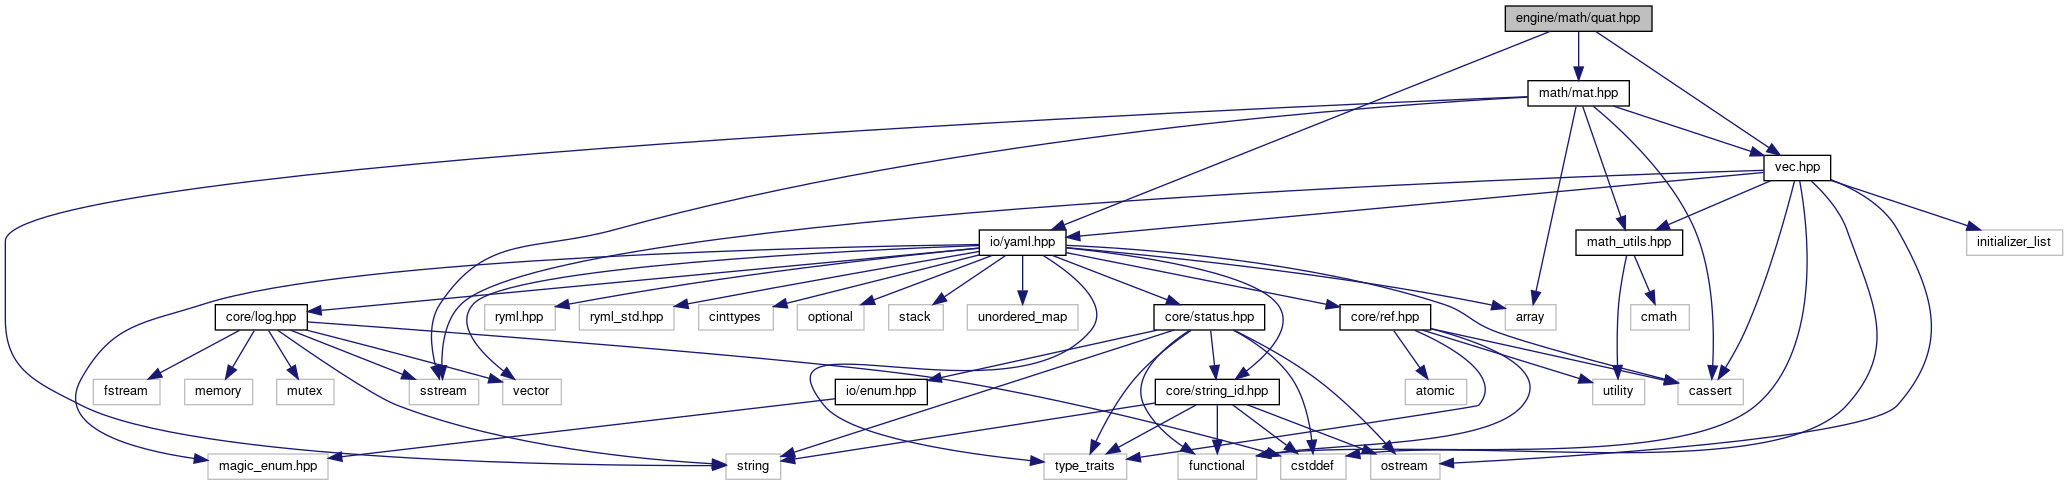 engine/math/quat.hpp
math/mat.hpp
vec.hpp
io/yaml.hpp
math_utils.hpp
initializer_list
core/log.hpp
ryml.hpp
ryml_std.hpp
cinttypes
optional
stack
unordered_map
core/status.hpp
core/ref.hpp
array
cmath
fstream
memory
mutex
sstream
vector
io/enum.hpp
core/string_id.hpp
atomic
utility
cassert
magic_enum.hpp
string
type_traits
functional
cstddef
ostream